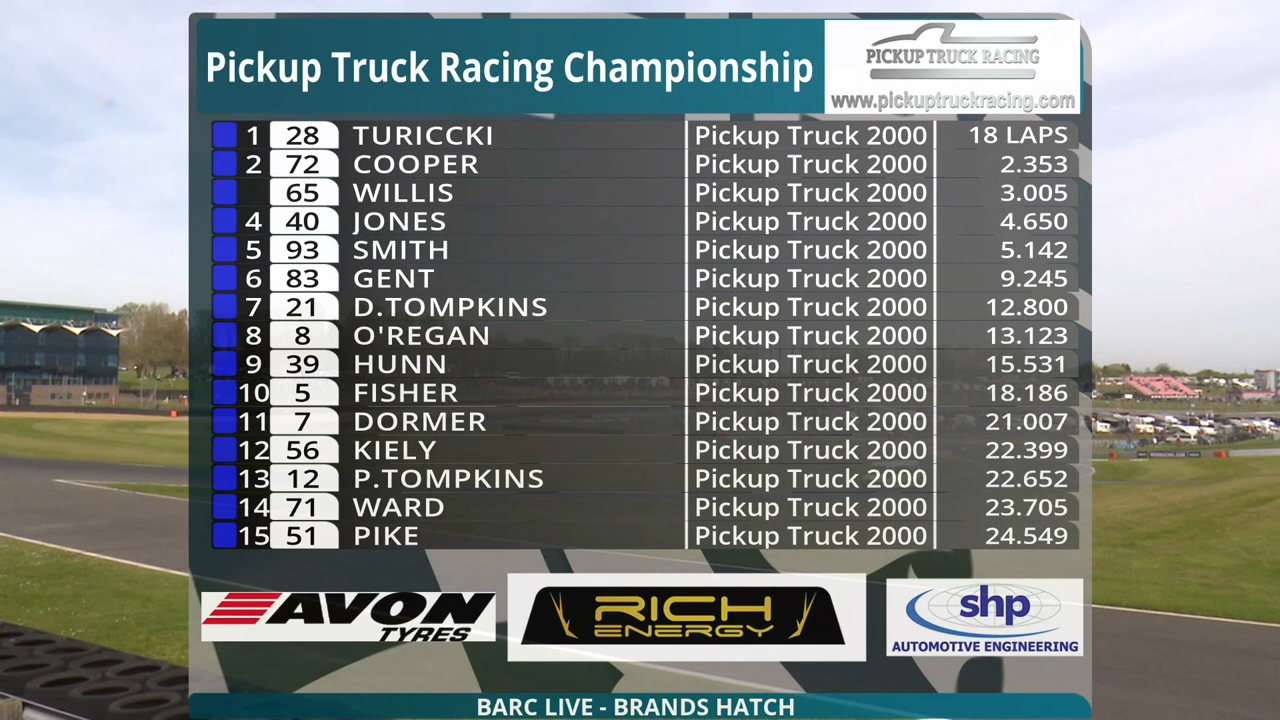 Pickup Truck Racing Championship
PICKUP TRUCK RACING
www.pickuptruckracing.com
1 28 TURICCKI Pickup Truck 2000 18 LAPS
2 72 COOPER Pickup Truck 2000 2.353
65 WILLIS Pickup Truck 2000 3.005
4 40 JONES Pickup Truck 2000 4.650
5 93 SMITH Pickup Truck 2000 5.142
6 83 GENT Pickup Truck 2000 9.245
7 21 D.TOMPKINS Pickup Truck 2000 12.800
8 8 O'REGAN Pickup Truck 2000 13.123
9 39 HUNN Pickup Truck 2000 15.531
10 5 FISHER Pickup Truck 2000 18.186
11 7 DORMER Pickup Truck 2000 21.007
12 56 KIELY Pickup Truck 2000 22.399
13 12 P.TOMPKINS Pickup Truck 2000 22.652
14 71 WARD Pickup Truck 2000 23.705
15 51 PIKE Pickup Truck 2000 24.549
AVON
TYRES
RICH
ENERGY
shp
AUTOMOTIVE ENGINEERING
BARC LIVE - BRANDS HATCH